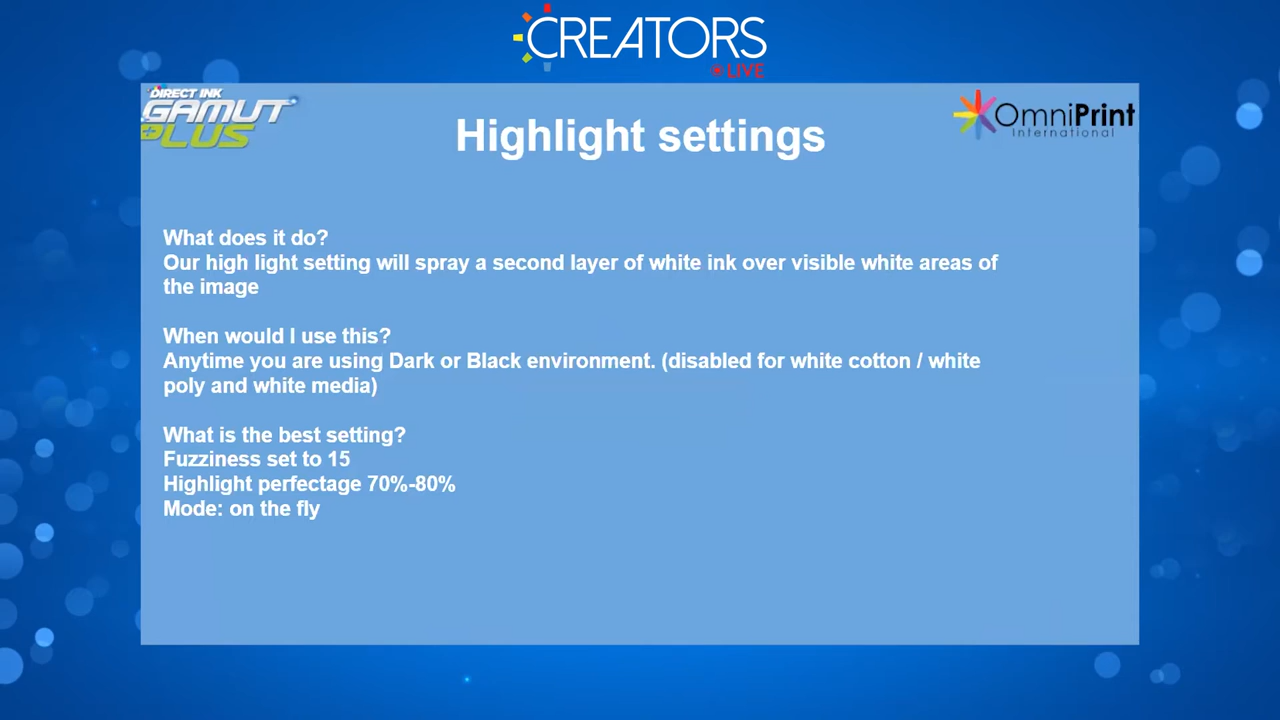 CREATORS
LIVE
DIRECT INK
GAMUT
PLUS
OmniPrint
International
Highlight settings
What does it do?
Our high light setting will spray a second layer of white ink over visible white areas of
the image
When would I use this?
Anytime you are using Dark or Black environment. (disabled for white cotton / white
poly and white media)
What is the best setting?
Fuzziness set to 15
Highlight perfectage 70%-80%
Mode: on the fly